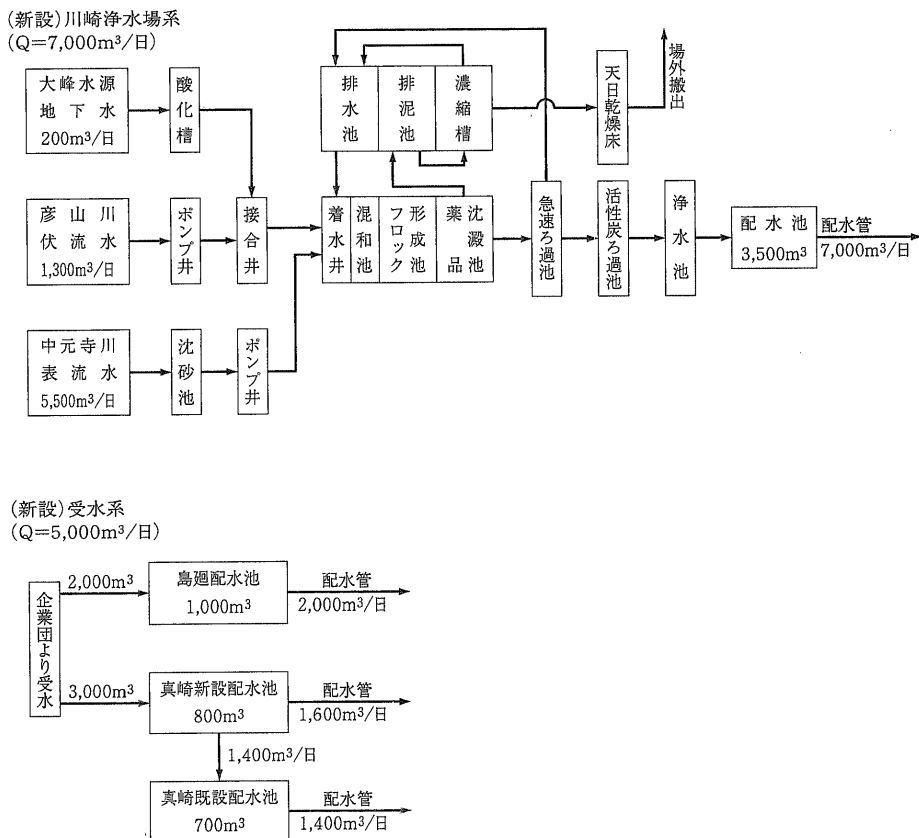 (新設)川崎浄水場系
(Q=7,000m³/日)
大峰水源
地下水
200m³/日
酸化槽
彦山川
伏流水
1,300m³/日
ポンプ井
接合井
中元寺川
表流水
5,500m³/日
沈砂池
ポンプ井
排水池
排泥池
濃縮槽
天日乾燥床
場外搬出
着水井
混和池
フロック
形成池
薬品
沈澱池
急速ろ過池
活性炭ろ過池
浄水池
配水池
3,500m³
配水管
7,000m³/日
(新設)受水系
(Q=5,000m³/日)
企業団より受水
2,000m³
島廻配水池
1,000m³
配水管
2,000m³/日
3,000m³
真崎新設配水池
800m³
配水管
1,600m³/日
1,400m³/日
真崎既設配水池
700m³
配水管
1,400m³/日